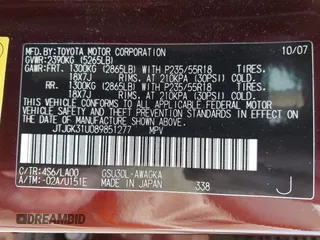 MFD. BY: TOYOTA MOTOR CORPORATION 10/07
GVWR: 2390KG (5265LB)
GAWR: FRT. 1300KG (2865LB) WITH P235/55R18 TIRES,
18X7J RIMS, AT 210KPA (30PSI) COLD
RR. 1300KG (2865LB) WITH P235/55R18 TIRES,
18X7J RIMS, AT 210KPA (30PSI) COLD
THIS VEHICLE CONFORMS TO ALL APPLICABLE FEDERAL
MOTOR VEHICLE SAFETY AND
THEFT PREVENTION STANDARDS IN EFFECT ON THE DATE OF
MANUFACTURE SHOWN ABOVE.
JTJGK31U089851277 MPV
C/TR: 4S6/LA00 GSU30L-AWAGKA
A/TM: -02A/U151E MADE IN JAPAN 338 J